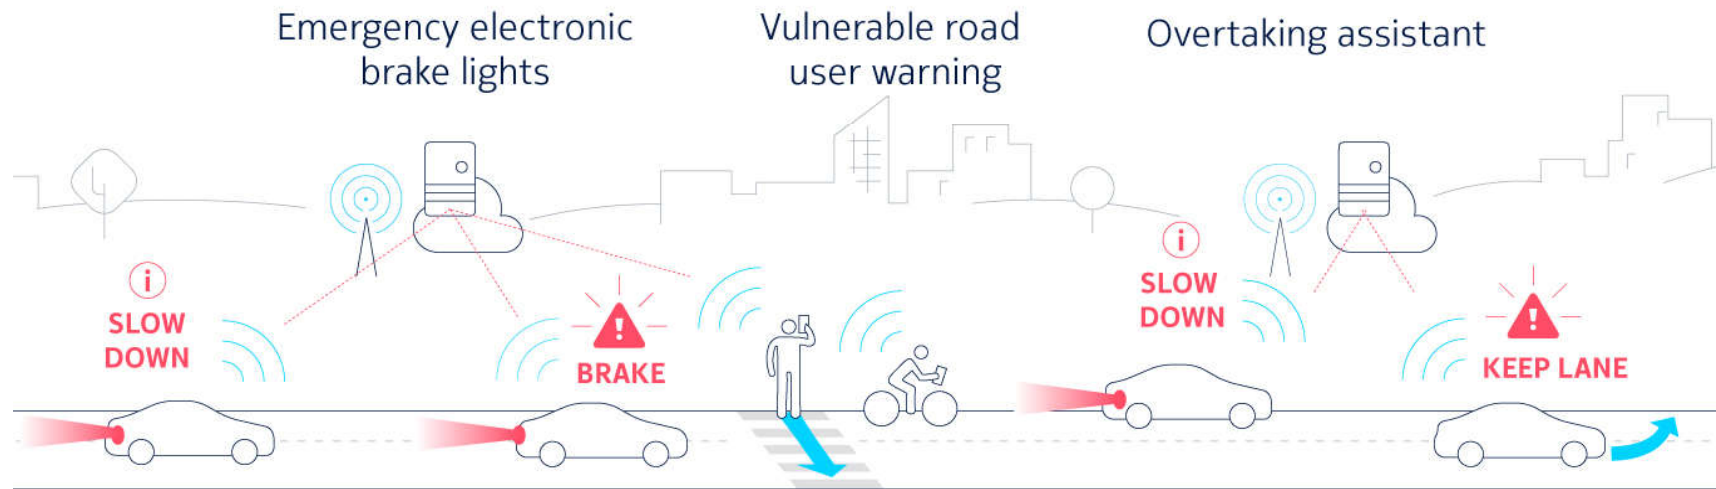 Emergency electronic
brake lights
Vulnerable road
user warning
Overtaking assistant
i
SLOW
DOWN
!
BRAKE
i
SLOW
DOWN
!
KEEP LANE